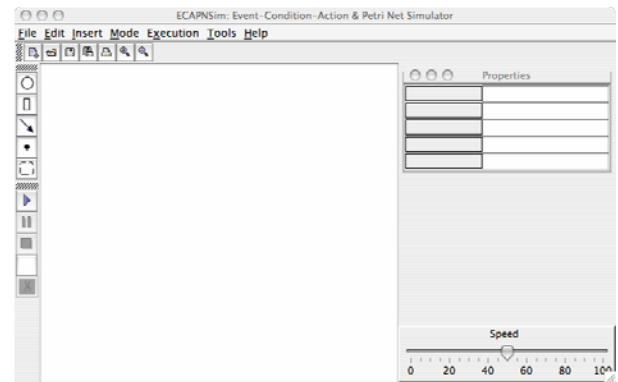 ECAPNSim: Event-Condition-Action & Petri Net Simulator
File Edit Insert Mode Execution Tools Help
Properties
Speed
0 20 40 60 80 100